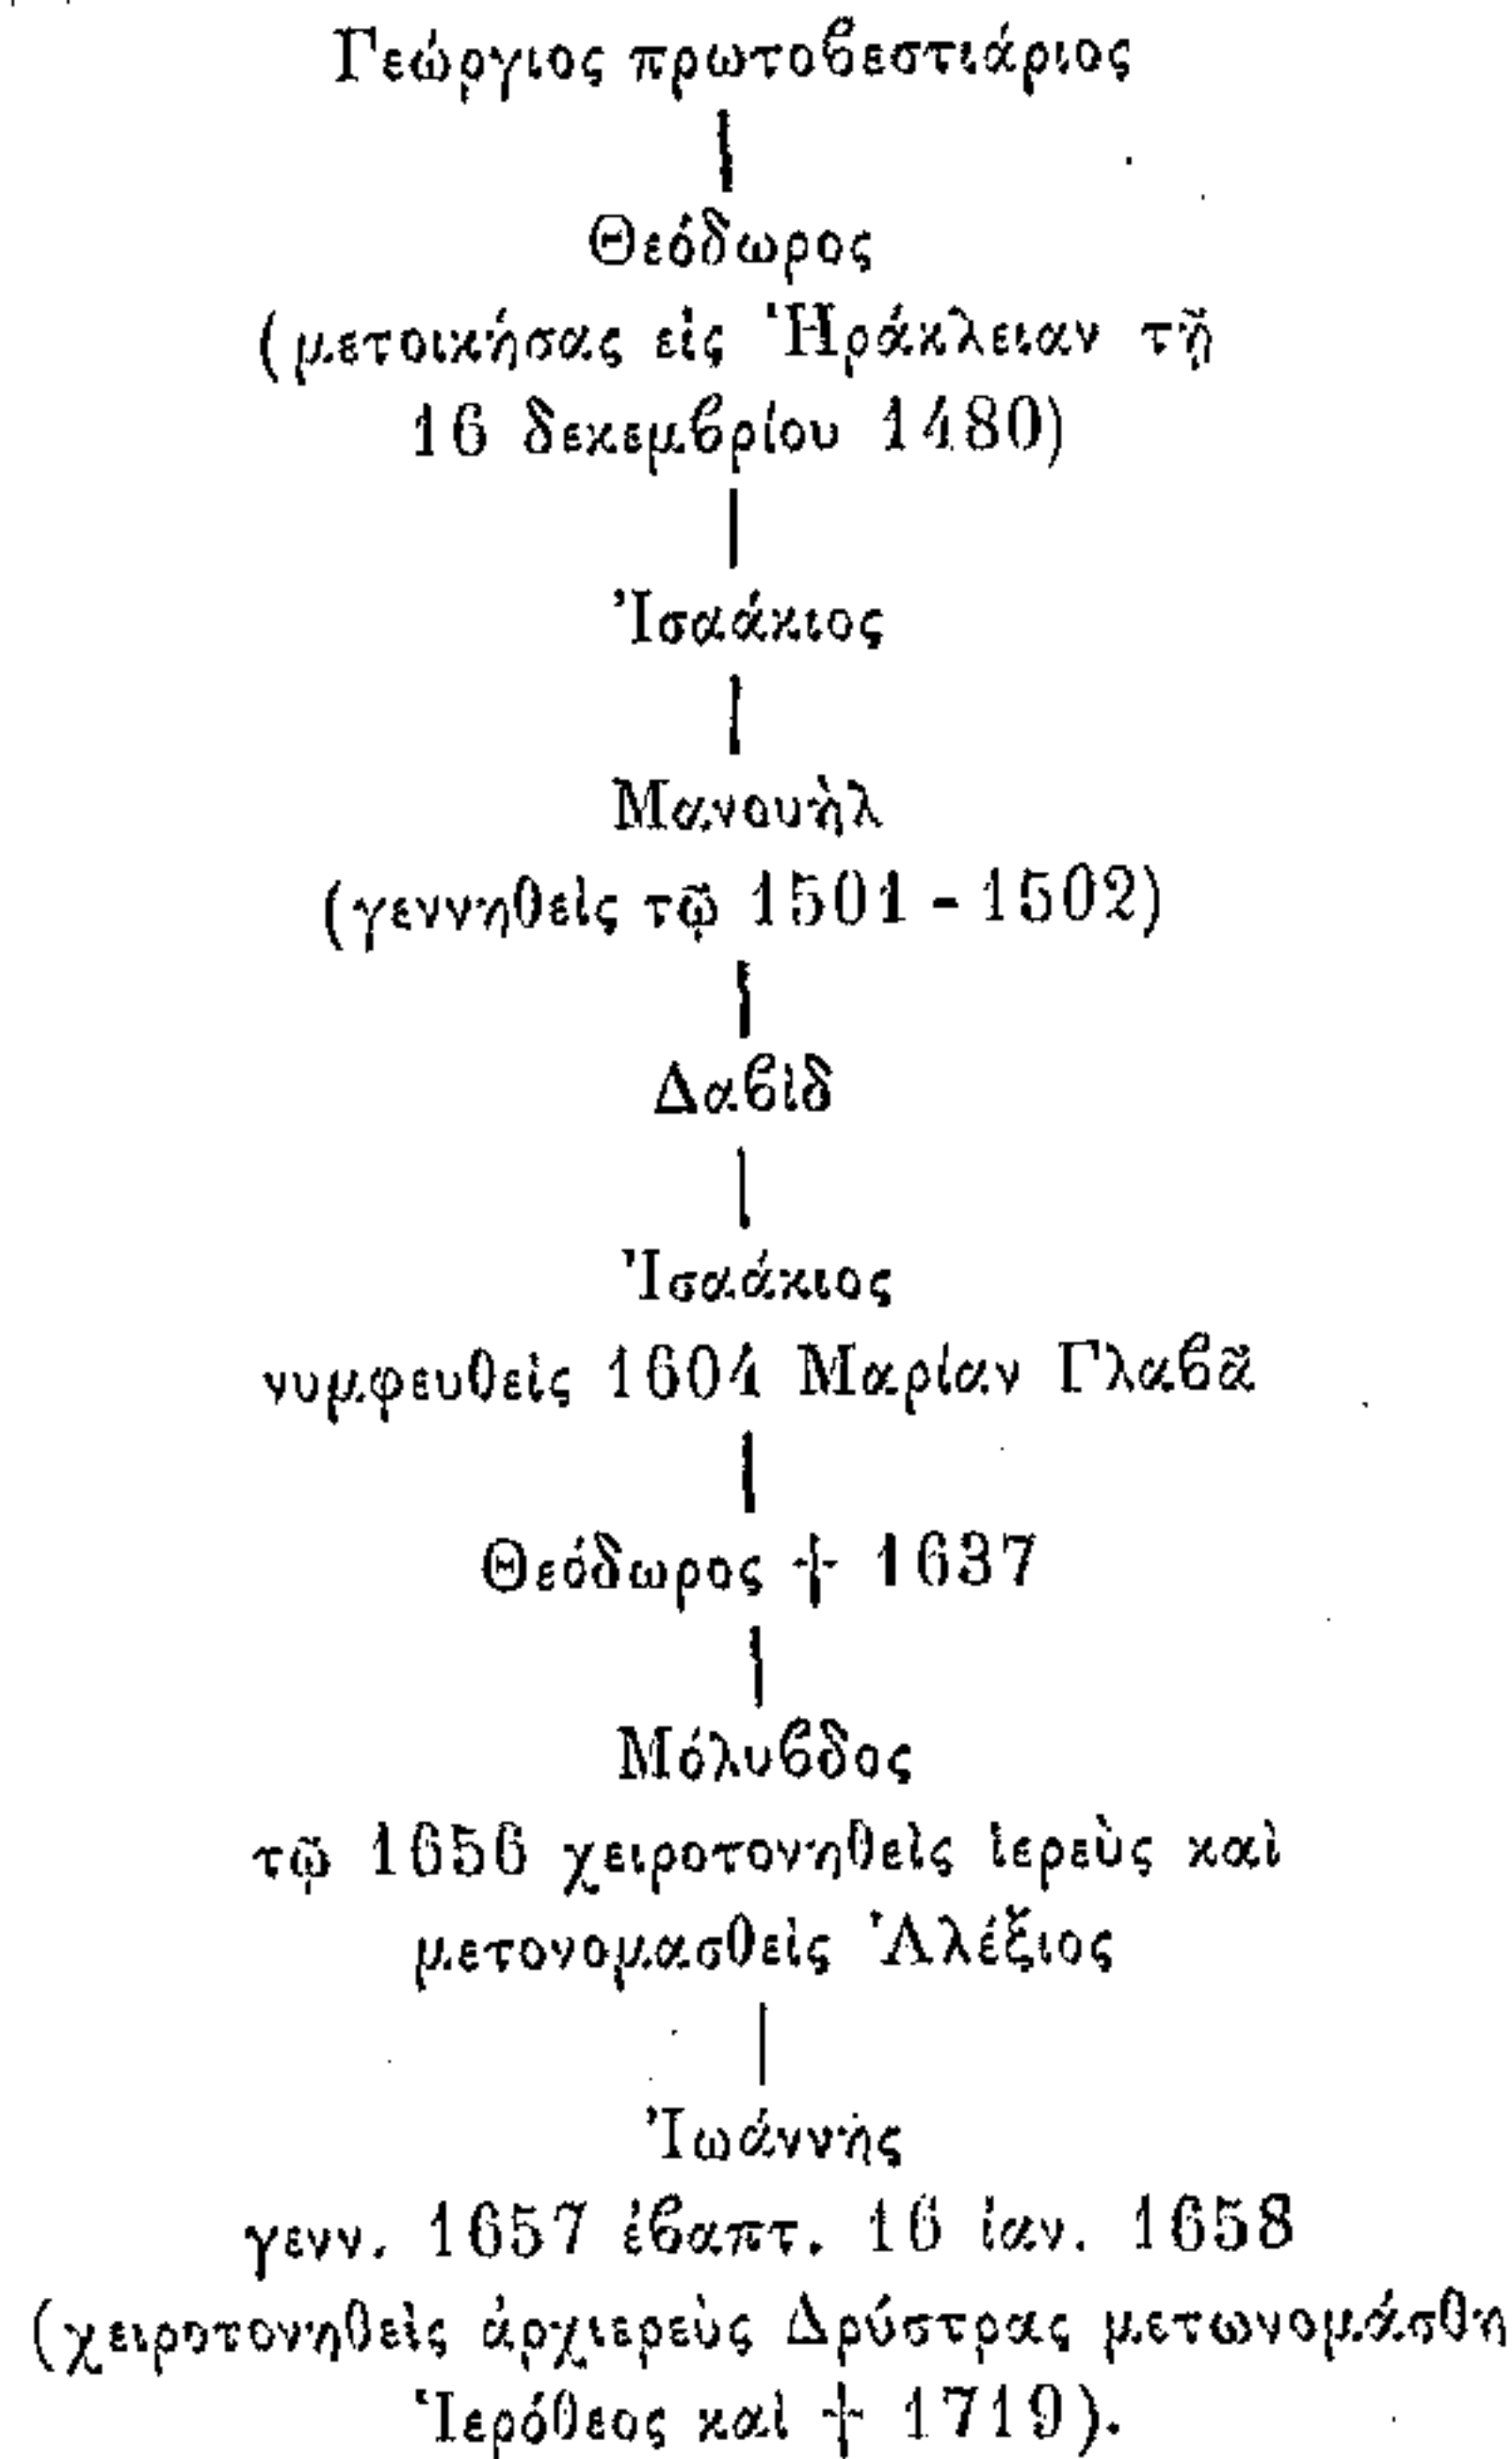 Γεώργιος πρωτοϐεστιάριος
Θεόδωρος
(μετοικήσας εἰς Ἡράκλειαν τῇ
16 δεκεμϐρίου 1480)
Ἰσαάκιος
Μανουὴλ
(γεννηθεὶς τῷ 1501 - 1502)
Δαϐὶδ
Ἰσαάκιος
νυμφευθεὶς 1604 Μαρίαν Γλαϐᾶ
Θεόδωρος † 1637
Μόλυϐδος
τῷ 1656 χειροτονηθεὶς ἱερεὺς καὶ
μετονομασθεὶς Ἀλέξιος
Ἰωάννης
γενν. 1657 ἐϐαπτ. 16 ἰαν. 1658
(χειροτονηθεὶς ἀρχιερεὺς Δρύστρας μετωνομάσθη
Ἱερόθεος καὶ † 1719).